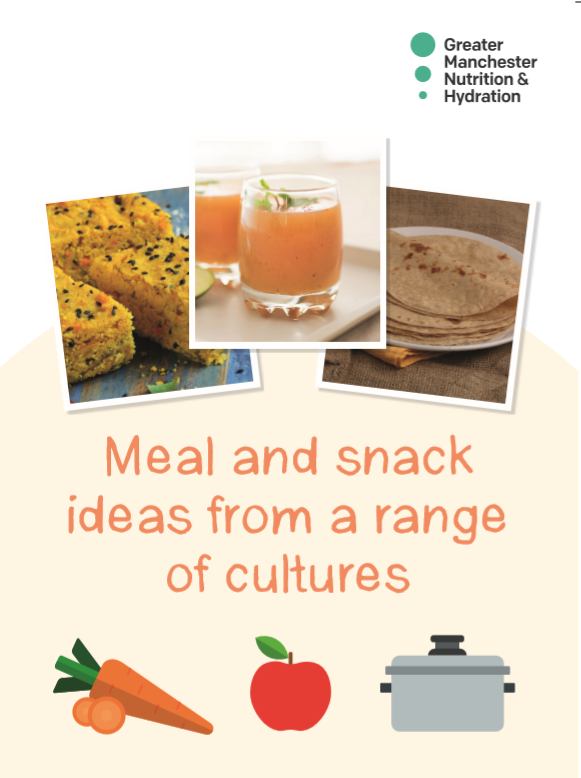 Greater
Manchester
Nutrition &
Hydration
Meal and snack
ideas from a range
of cultures